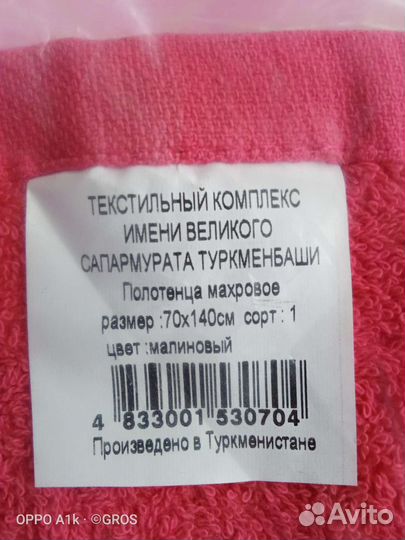 ТЕКСТИЛЬНЫЙ КОМПЛЕКС
ИМЕНИ ВЕЛИКОГО
САПАРМУРАТА ТУРКМЕНБАШИ
Полотенца махровое
размер :70х140см сорт : 1
цвет :малиновый
4 833001 530704
Произведено в Туркменистане
OPPO A1k · ©GROS
Avito